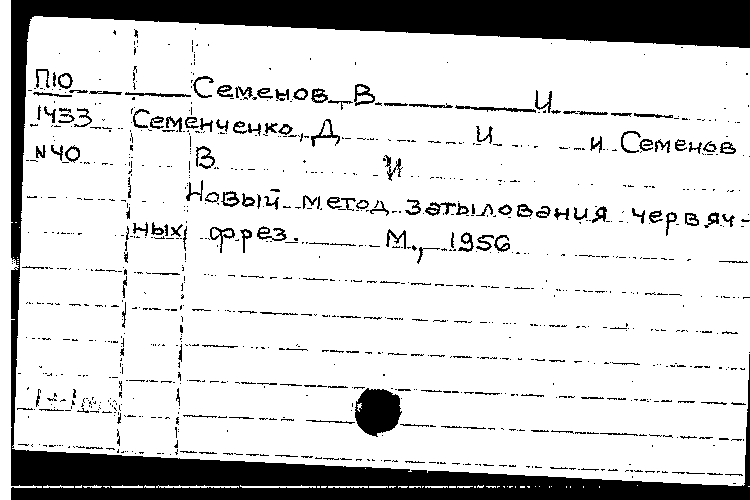 П10 Семенов, В И
1433 Семенченко, Д И и Семенов
N40 В И
Новый метод затылования червяч-
ных фрез. М., 1956